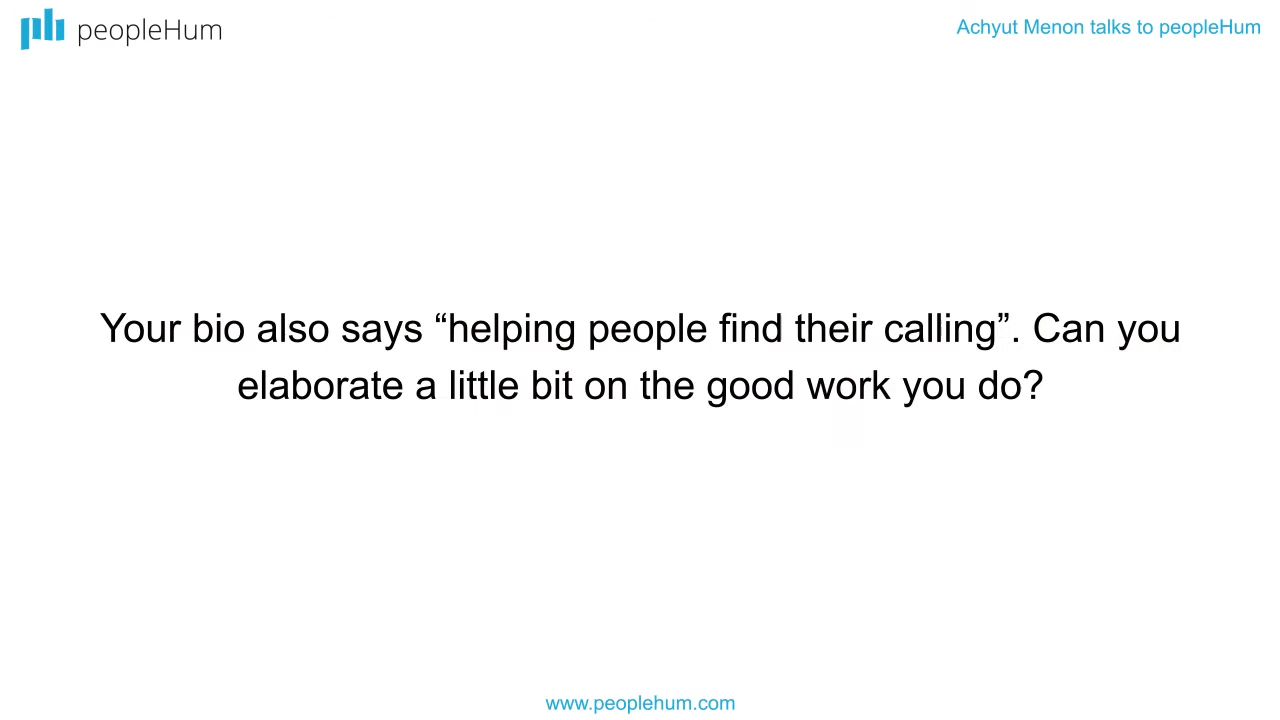 peopleHum
Achyut Menon talks to peopleHum
Your bio also says “helping people find their calling”. Can you
elaborate a little bit on the good work you do?
www.peoplehum.com